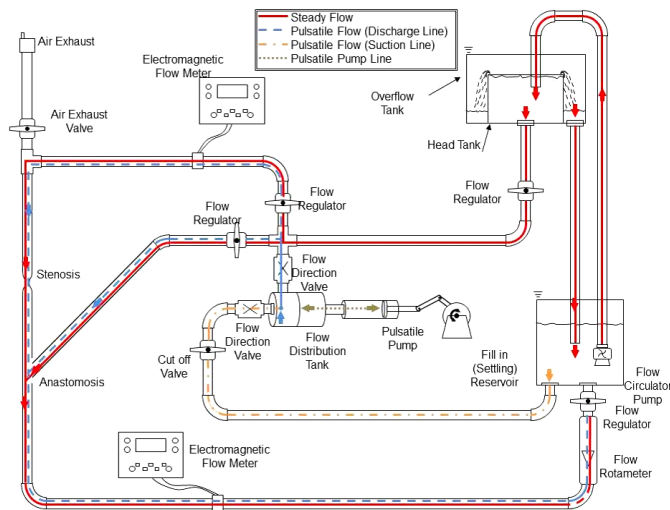 Steady Flow
Pulsatile Flow (Discharge Line)
Pulsatile Flow (Suction Line)
Pulsatile Pump Line
Air Exhaust
Electromagnetic
Flow Meter
Overflow
Tank
Air Exhaust
Valve
Head Tank
Flow
Regulator
Flow
Regulator
Flow
Regulator
Stenosis
Flow
Direction
Valve
Flow
Direction
Valve
Flow
Distribution
Tank
Pulsatile
Pump
Cut off
Valve
Fill in
(Settling)
Reservoir
Anastomosis
Flow
Circulator
Pump
Flow
Regulator
Electromagnetic
Flow Meter
Flow
Rotameter